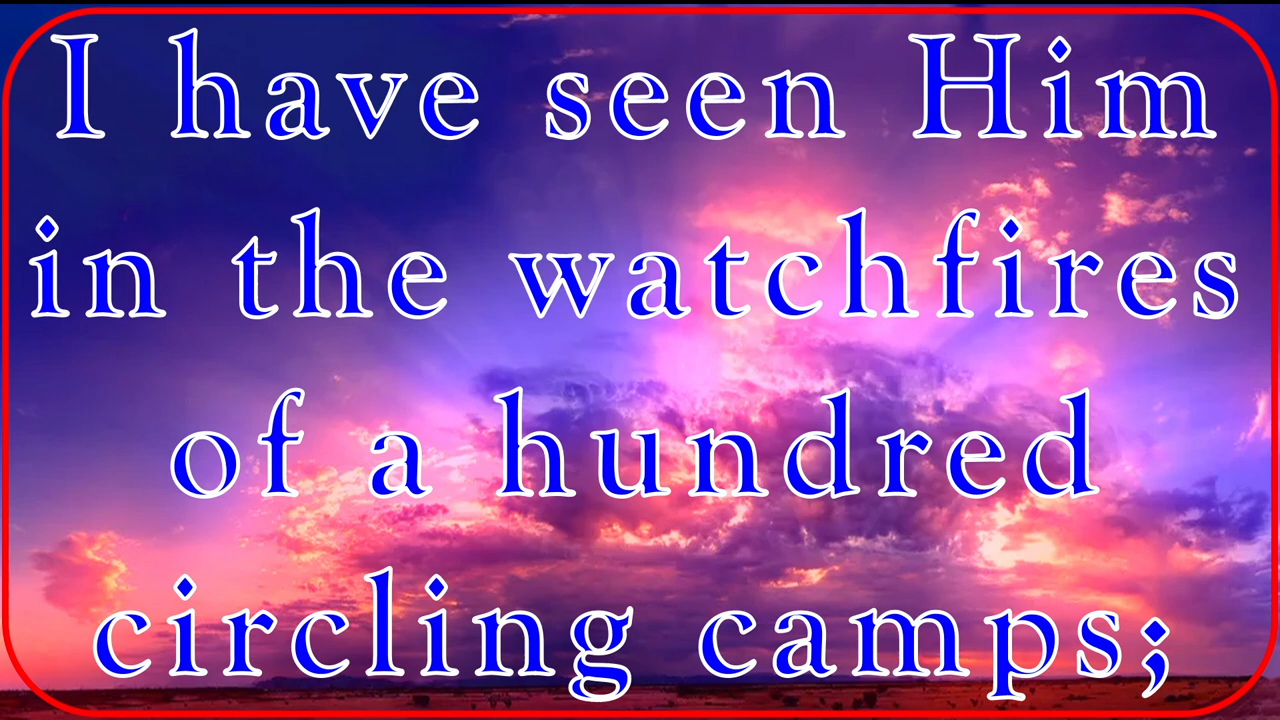 I have seen Him
in the watchfires
of a hundred
circling camps;